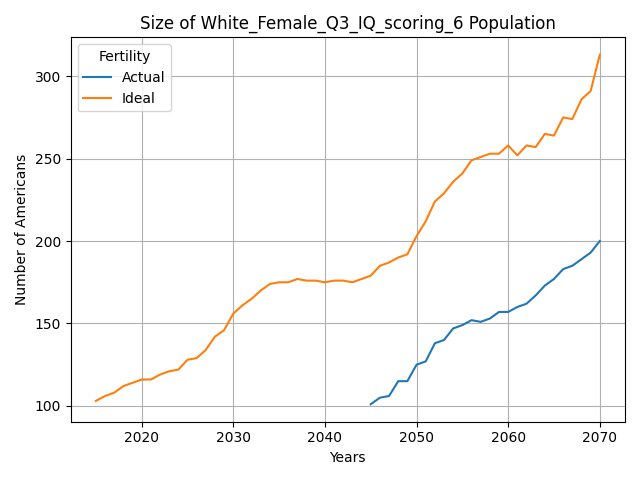 Size of White_Female_Q3_IQ_scoring_6 Population
Fertility
Actual
Ideal
Number of Americans
300
250
200
150
100
2020
2030
2040
2050
2060
2070
Years